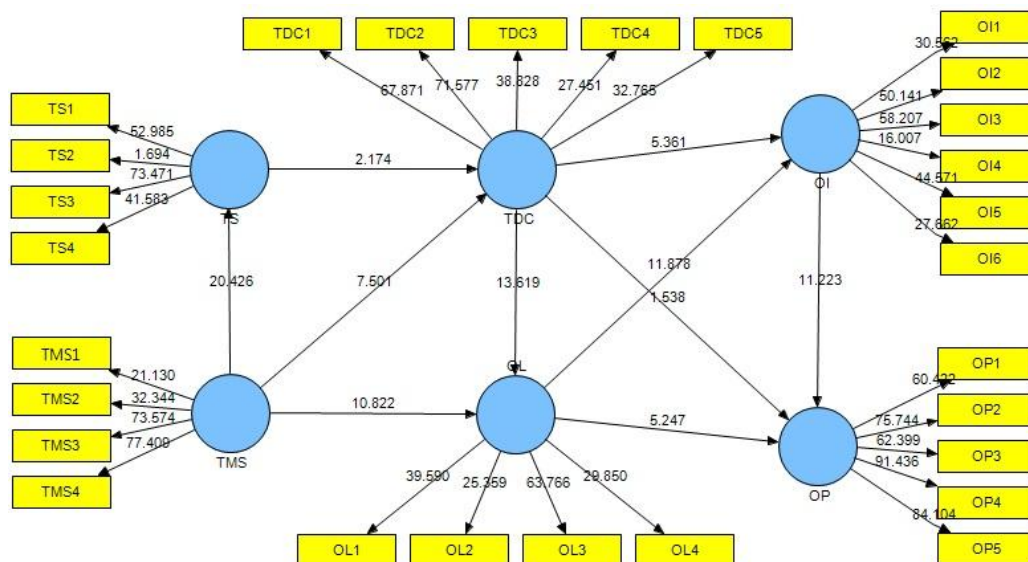 TDC1
TDC2
TDC3
TDC4
TDC5
67.871
71.577
38.828
27.451
32.765
TS1
TS2
TS3
TS4
52.985
1.694
73.471
41.583
TS
2.174
TDC
5.361
OI
OI1
OI2
OI3
OI4
OI5
OI6
30.562
50.141
58.207
16.007
44.571
27.662
20.426
7.501
13.619
11.878
1.538
11.223
TMS1
TMS2
TMS3
TMS4
21.130
32.344
73.574
77.409
TMS
10.822
OL
5.247
OP
OP1
OP2
OP3
OP4
OP5
60.422
75.744
62.399
91.436
84.104
39.590
25.359
63.766
29.850
OL1
OL2
OL3
OL4